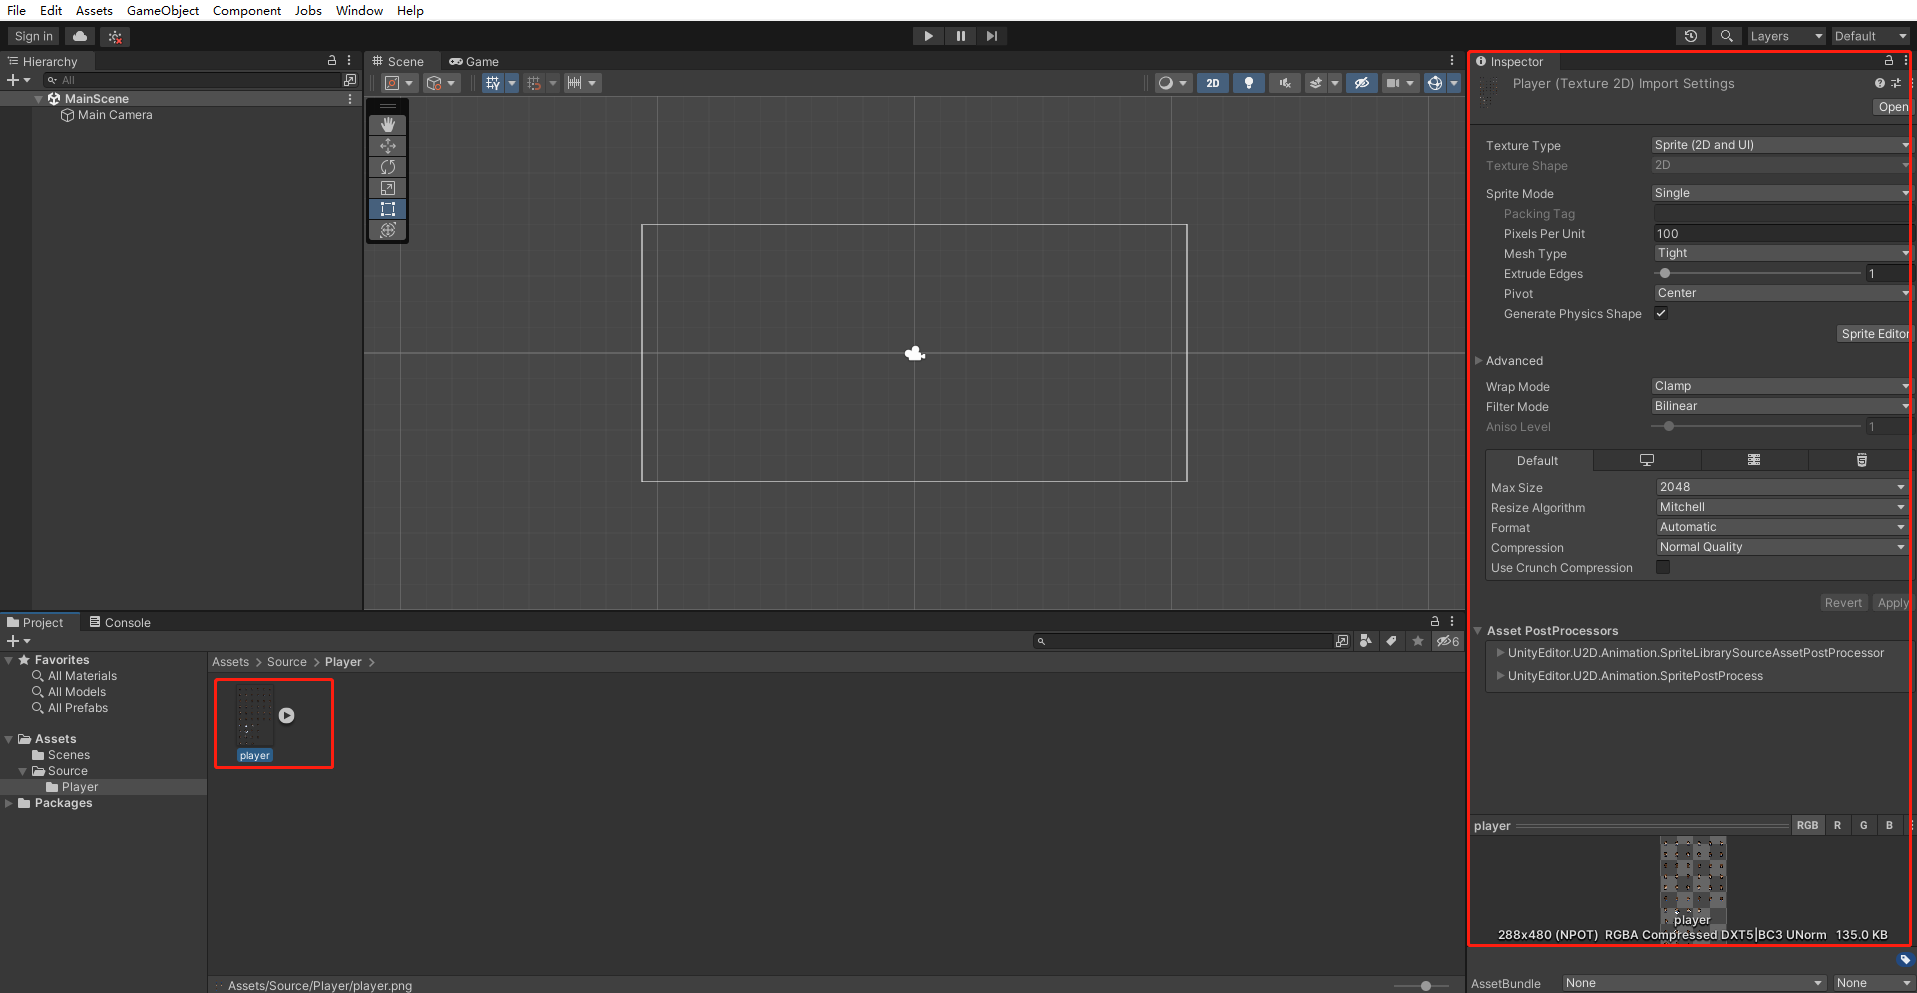 File Edit Assets GameObject Component Jobs Window Help
Sign in
Layers
Default
Hierarchy
All
MainScene
Main Camera
Scene
Game
2D
Inspector
Player (Texture 2D) Import Settings
Open
Texture Type Sprite (2D and UI)
Texture Shape 2D
Sprite Mode Single
Packing Tag
Pixels Per Unit 100
Mesh Type Tight
Extrude Edges 1
Pivot Center
Generate Physics Shape
Sprite Editor
Advanced
Wrap Mode Clamp
Filter Mode Bilinear
Aniso Level 1
Default
Max Size 2048
Resize Algorithm Mitchell
Format Automatic
Compression Normal Quality
Use Crunch Compression
Revert Apply
Asset PostProcessors
UnityEditor.U2D.Animation.SpriteLibrarySourceAssetPostProcessor
UnityEditor.U2D.Animation.SpritePostProcess
player
RGB R G B
player
288x480 (NPOT) RGBA Compressed DXT5|BC3 UNorm 135.0 KB
AssetBundle None None
Project
Console
6
Favorites
All Materials
All Models
All Prefabs
Assets
Scenes
Source
Player
Packages
Assets > Source > Player >
player
Assets/Source/Player/player.png